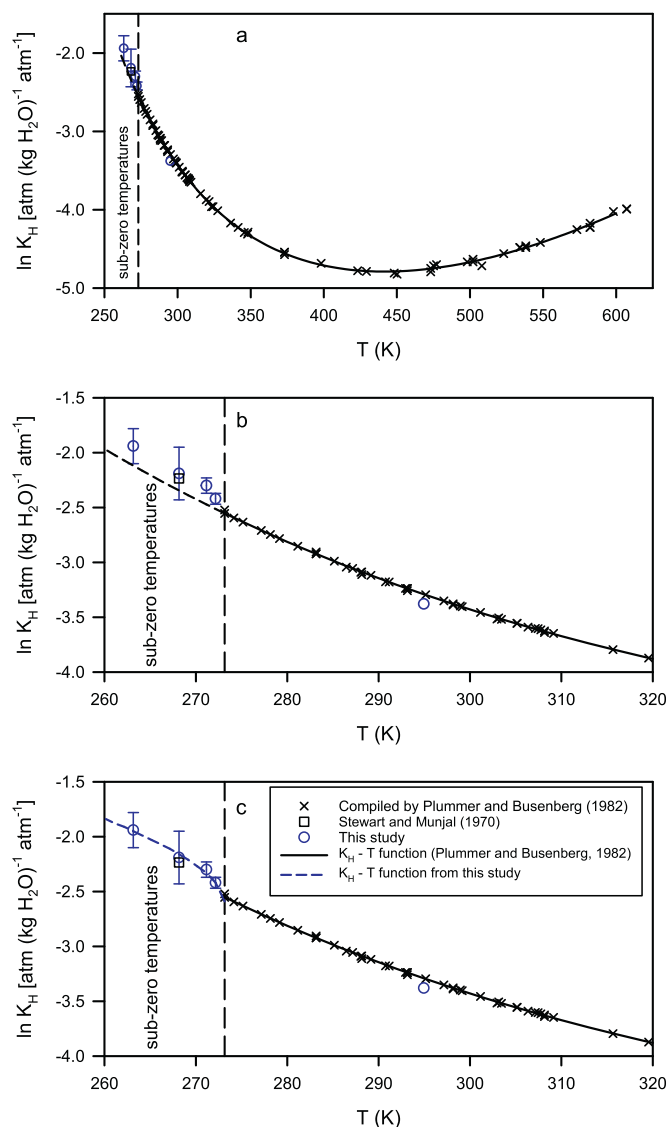 a
-2.0
-3.0
-4.0
-5.0
ln K_H [atm (kg H₂O)⁻¹ atm⁻¹]
sub-zero temperatures
250 300 350 400 450 500 550 600
T (K)
b
-1.5
-2.0
-2.5
-3.0
-3.5
-4.0
ln K_H [atm (kg H₂O)⁻¹ atm⁻¹]
sub-zero temperatures
260 270 280 290 300 310 320
T (K)
c
-1.5
-2.0
-2.5
-3.0
-3.5
-4.0
ln K_H [atm (kg H₂O)⁻¹ atm⁻¹]
sub-zero temperatures
Compiled by Plummer and Busenberg (1982)
Stewart and Munjal (1970)
This study
K_H - T function (Plummer and Busenberg, 1982)
K_H - T function from this study
260 270 280 290 300 310 320
T (K)